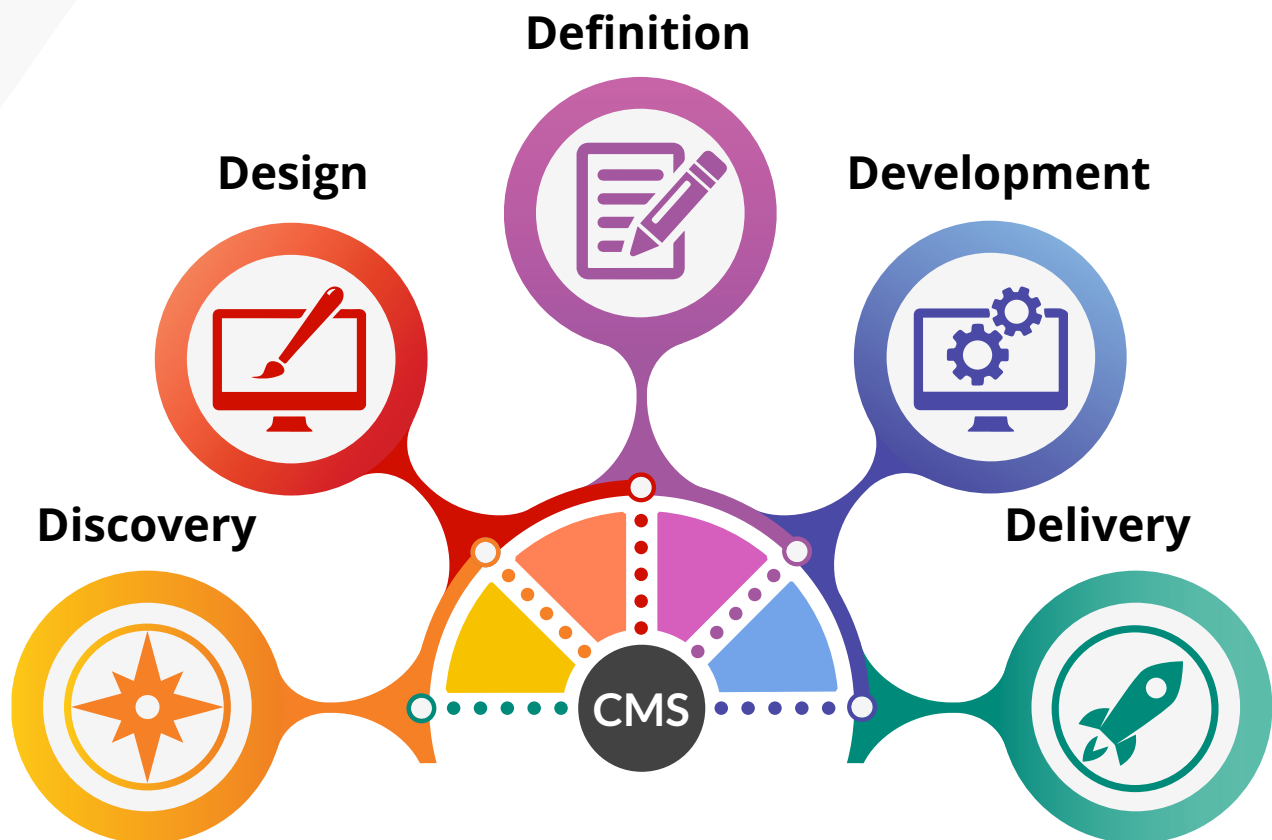 Definition
Design
Development
Discovery
Delivery
CMS